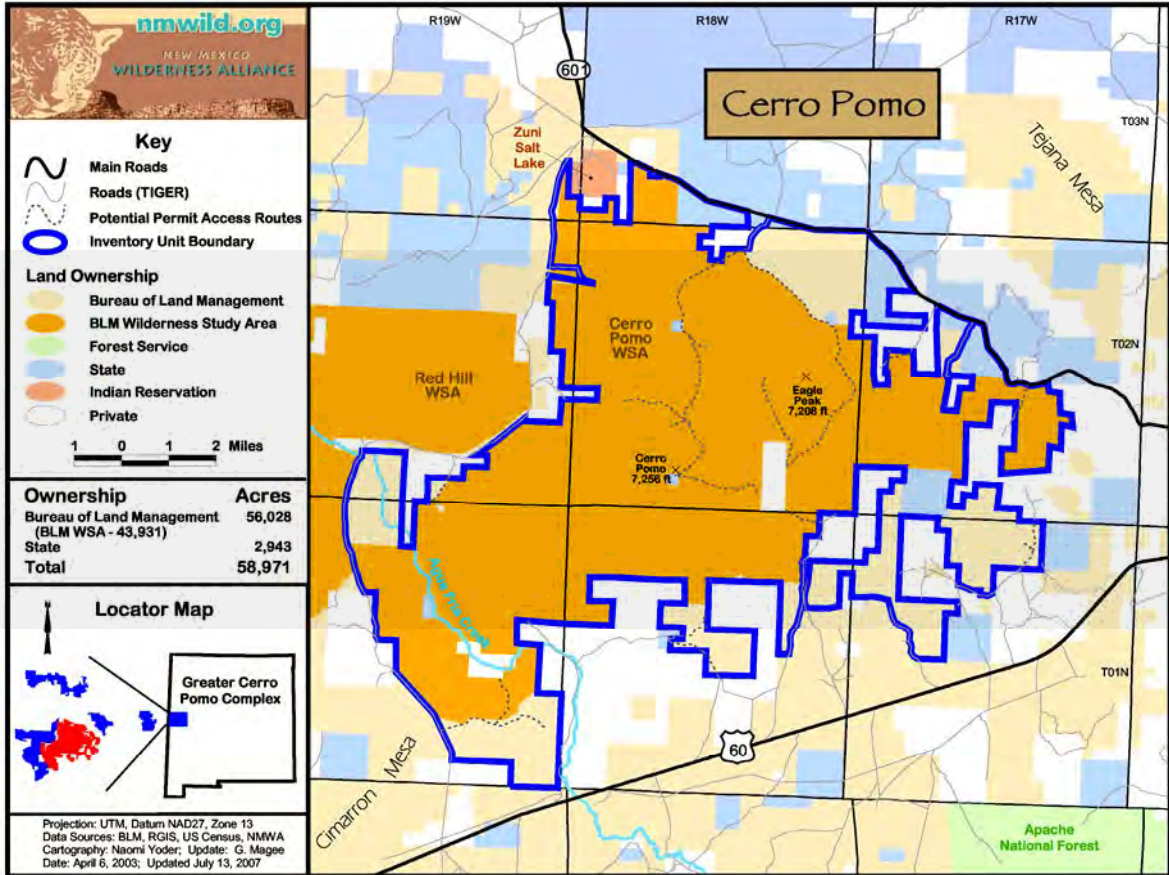 nmwild.org
NEW MEXICO
WILDERNESS ALLIANCE
Key
Main Roads
Roads (TIGER)
Potential Permit Access Routes
Inventory Unit Boundary
Land Ownership
Bureau of Land Management
BLM Wilderness Study Area
Forest Service
State
Indian Reservation
Private
1 0 1 2 Miles
Ownership Acres
Bureau of Land Management 56,028
(BLM WSA - 43,931)
State 2,943
Total 58,971
Locator Map
N
Greater Cerro
Pomo Complex
Projection: UTM, Datum NAD27, Zone 13
Data Sources: BLM, RGIS, US Census, NMWA
Cartography: Naomi Yoder; Update: G. Magee
Date: April 6, 2003; Updated July 13, 2007
R19W
R18W
R17W
601
Cerro Pomo
T03N
Zuni
Salt
Lake
Tejana Mesa
Cerro
Pomo
WSA
T02N
Red Hill
WSA
Eagle
Peak
7,208 ft
Cerro
Pomo
7,256 ft
Agua Fria Creek
T01N
60
Cimarron Mesa
Apache
National Forest